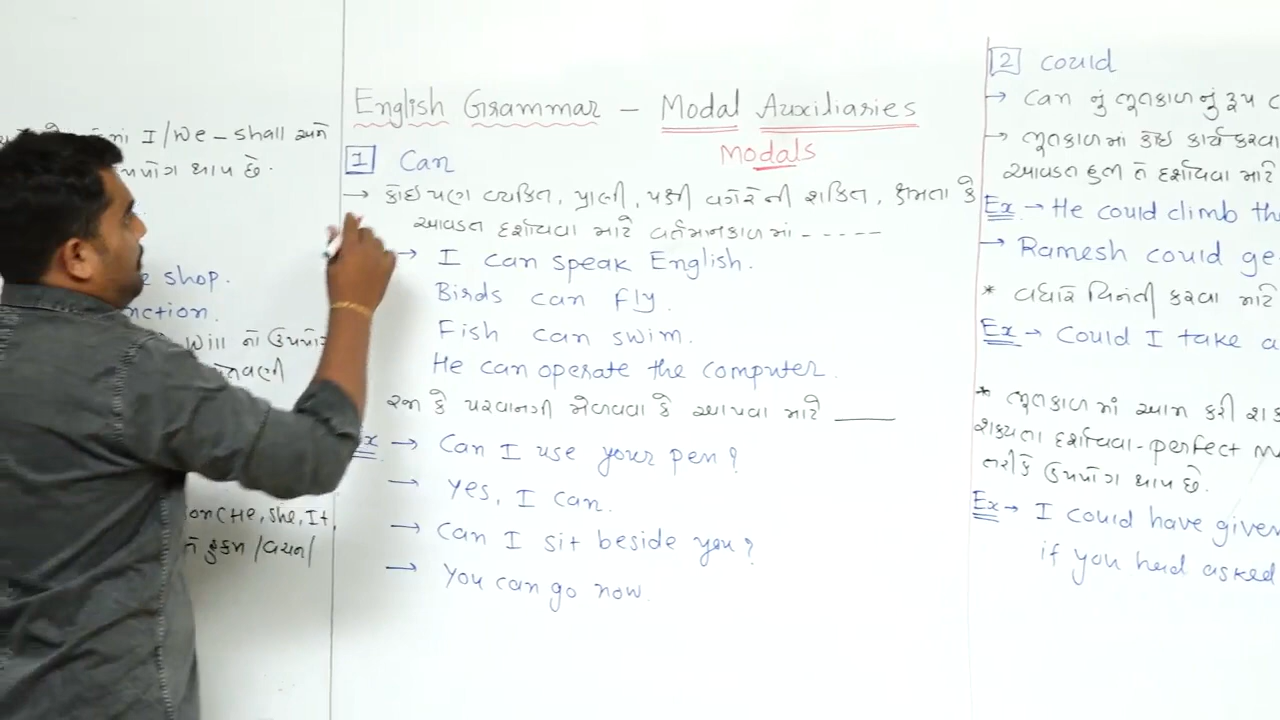 I/We – shall અને
ઉપયોગ થાય છે.
shop.
nction.
Will નો ઉપયોગ
on (He, she, It,
હુકમ / વચન /
English Grammar – Modal Auxiliaries
Modals
1 Can
→ કોઇ પણ વ્યકિત, પ્રાણી, પક્ષી વગેરેની શકિત, ક્ષમતા કે
આવડત દર્શાવવા માટે વર્તમાનકાળમાં - - - - -
→ I can speak English.
Birds can fly.
Fish can swim.
He can operate the computer.
રજા કે પરવાનગી મેળવવા કે આપવા માટે ____
Ex → Can I use your pen?
→ Yes, I can.
→ Can I sit beside you?
→ You can go now.
2 could
→ Can નું ભૂતકાળનું રૂપ
→ ભૂતકાળમાં કોઇ કાર્ય કરવા
આવડત હતી તે દર્શાવવા માટે
Ex → He could climb th
→ Ramesh could ge
* વધારે વિનંતી કરવા માટે
Ex → Could I take a
* ભૂતકાળમાં આમ કરી શક
શકયતા દર્શાવવા - perfect M
તરીકે ઉપયોગ થાય છે.
Ex → I could have given
if you had asked